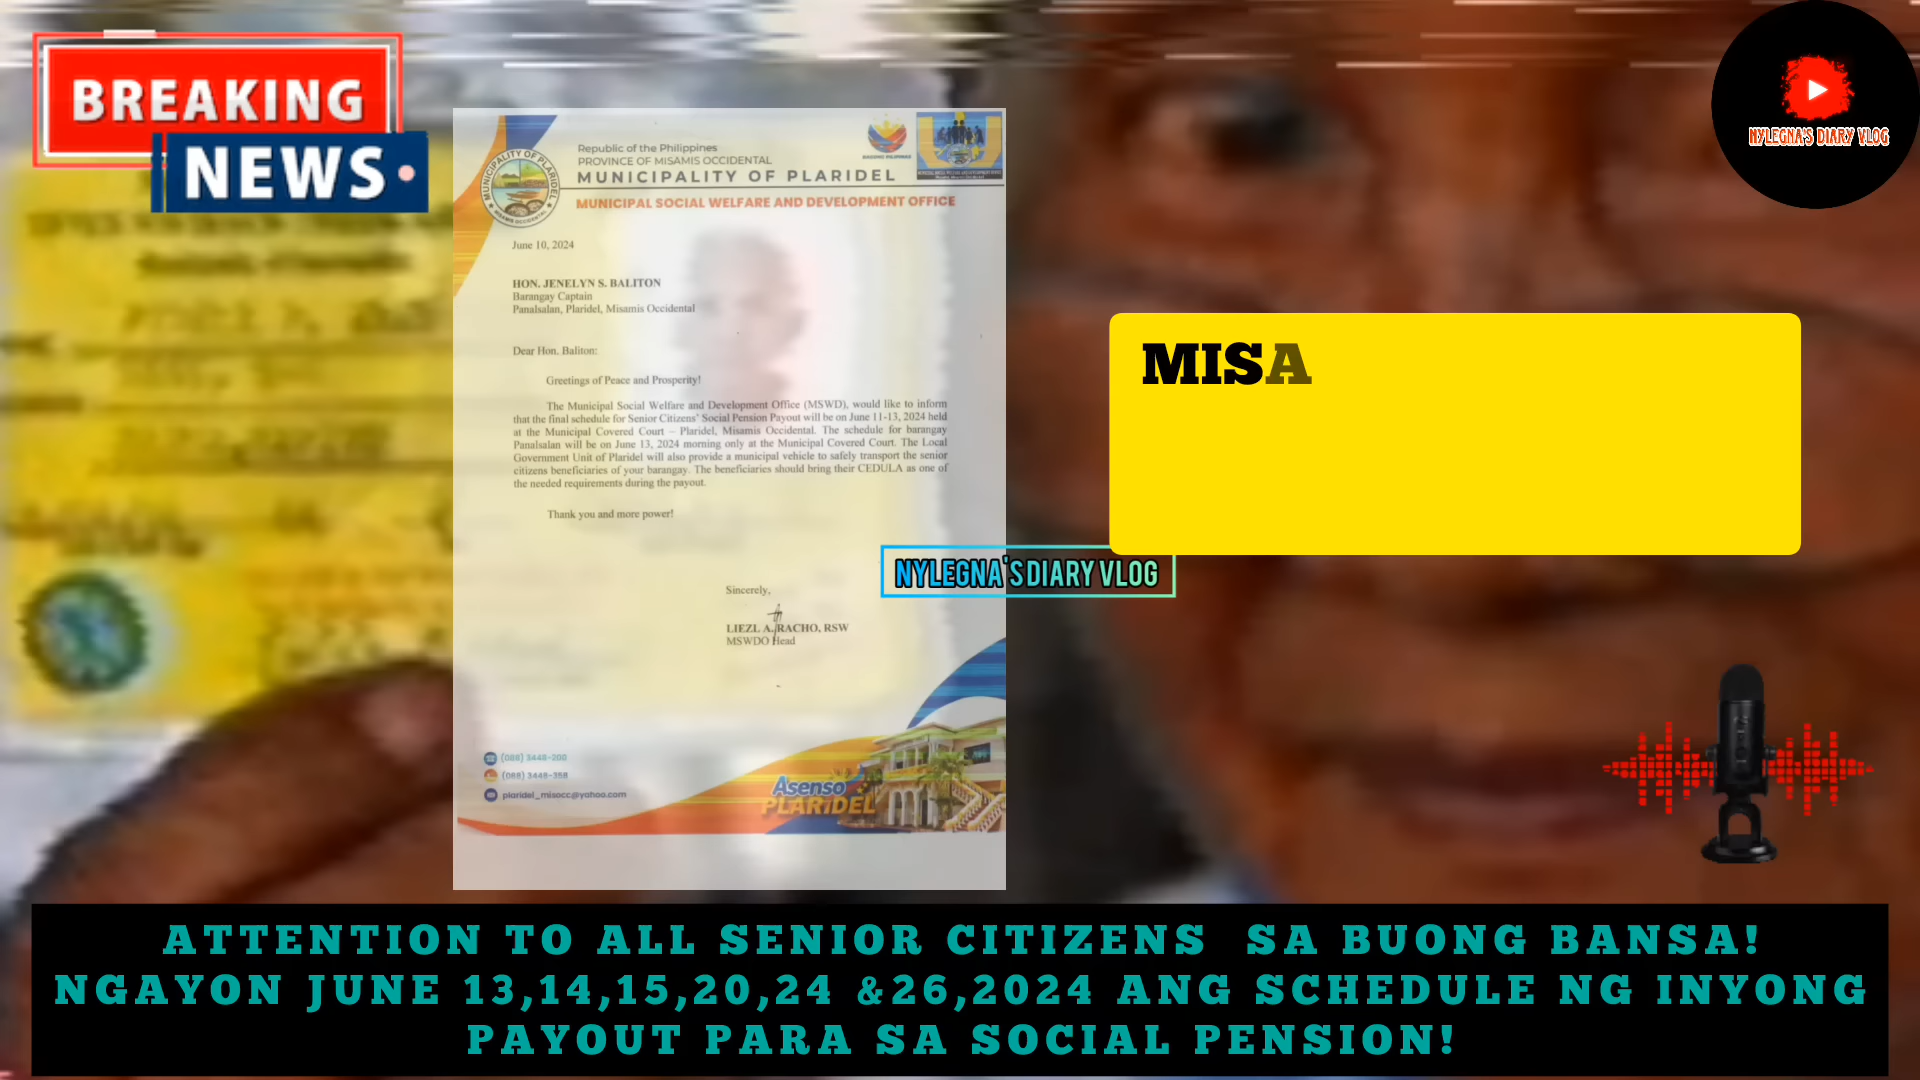 BREAKING
NEWS
NYLEGNA'S DIARY VLOG
Republic of the Philippines
PROVINCE OF MISAMIS OCCIDENTAL
MUNICIPALITY OF PLARIDEL
MUNICIPAL SOCIAL WELFARE AND DEVELOPMENT OFFICE
MUNICIPALITY OF PLARIDEL
June 10, 2024
HON. JENELYN S. BALITON
Barangay Captain
Panalsalan, Plaridel, Misamis Occidental
Dear Hon. Baliton:
Greetings of Peace and Prosperity!
The Municipal Social Welfare and Development Office (MSWD), would like to inform
that the final schedule for Senior Citizens' Social Pension Payout will be on June 11-13, 2024 held
at the Municipal Covered Court – Plaridel, Misamis Occidental. The schedule for barangay
Panalsalan will be on June 13, 2024 morning only at the Municipal Covered Court. The Local
Government Unit of Plaridel will also provide a municipal vehicle to safely transport the senior
citizens beneficiaries of your barangay. The beneficiaries should bring their CEDULA as one of
the needed requirements during the payout.
Thank you and more power!
Sincerely,
LIEZL A. RACHO, RSW
MSWDO Head
(088) 3448-200
(088) 3448-358
plaridel_misocc@yahoo.com
Asenso
PLARIDEL
MISA
NYLEGNA'S DIARY VLOG
ATTENTION TO ALL SENIOR CITIZENS SA BUONG BANSA!
NGAYON JUNE 13,14,15,20,24 &26,2024 ANG SCHEDULE NG INYONG
PAYOUT PARA SA SOCIAL PENSION!